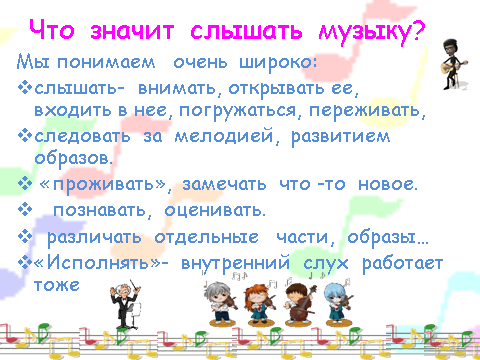 Что значит слышать музыку?
Мы понимаем очень широко:
❖слышать- внимать, открывать ее,
входить в нее, погружаться, переживать,
❖следовать за мелодией, развитием
образов.
❖ «проживать», замечать что -то новое.
❖ познавать, оценивать.
❖ различать отдельные части, образы…
❖«Исполнять»- внутренний слух работает
тоже